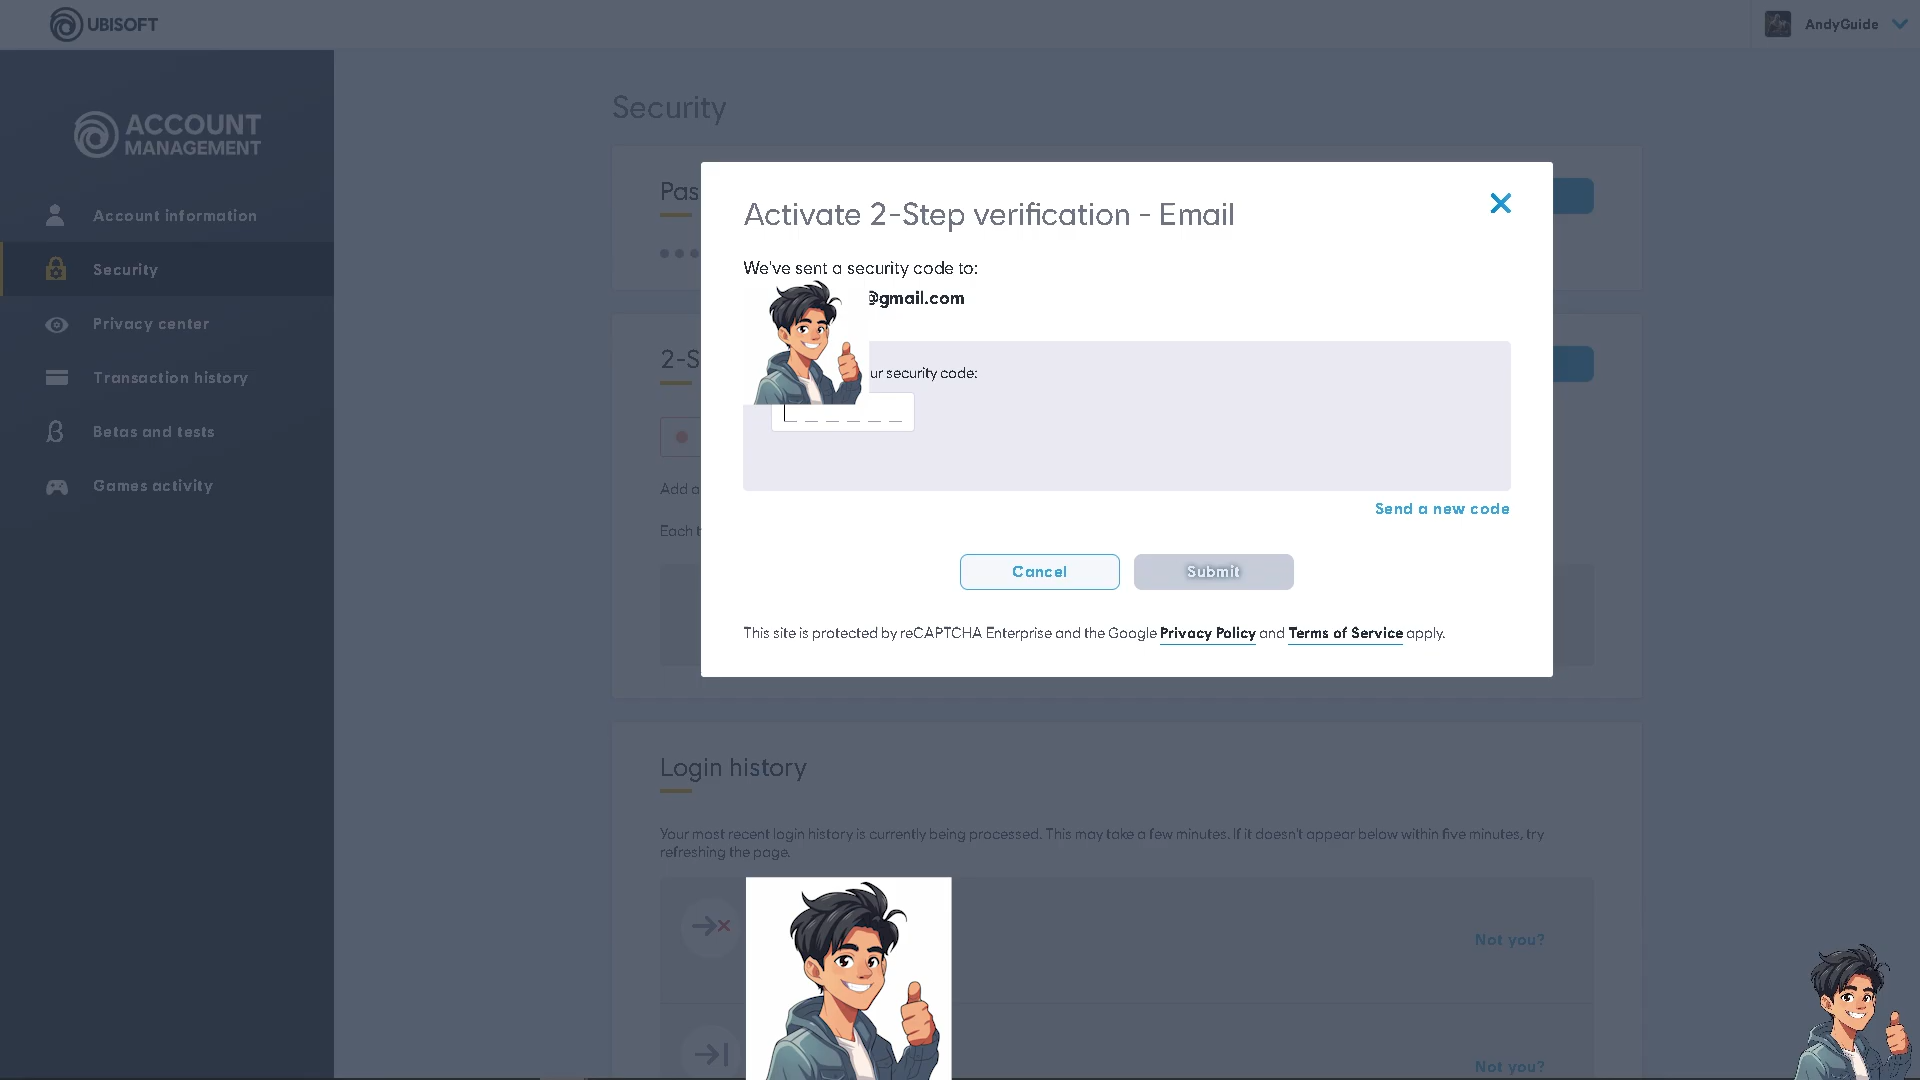 UBISOFT
AndyGuide
ACCOUNT
MANAGEMENT
Account information
Security
Privacy center
Transaction history
Betas and tests
Games activity
Security
Pas
Activate 2-Step verification - Email
We've sent a security code to:
@gmail.com
2-S
ur security code:
Add a
Send a new code
Each t
Cancel
Submit
This site is protected by reCAPTCHA Enterprise and the Google Privacy Policy and Terms of Service apply.
Login history
Your most recent login history is currently being processed. This may take a few minutes. If it doesn't appear below within five minutes, try
refreshing the page.
Not you?
Not you?